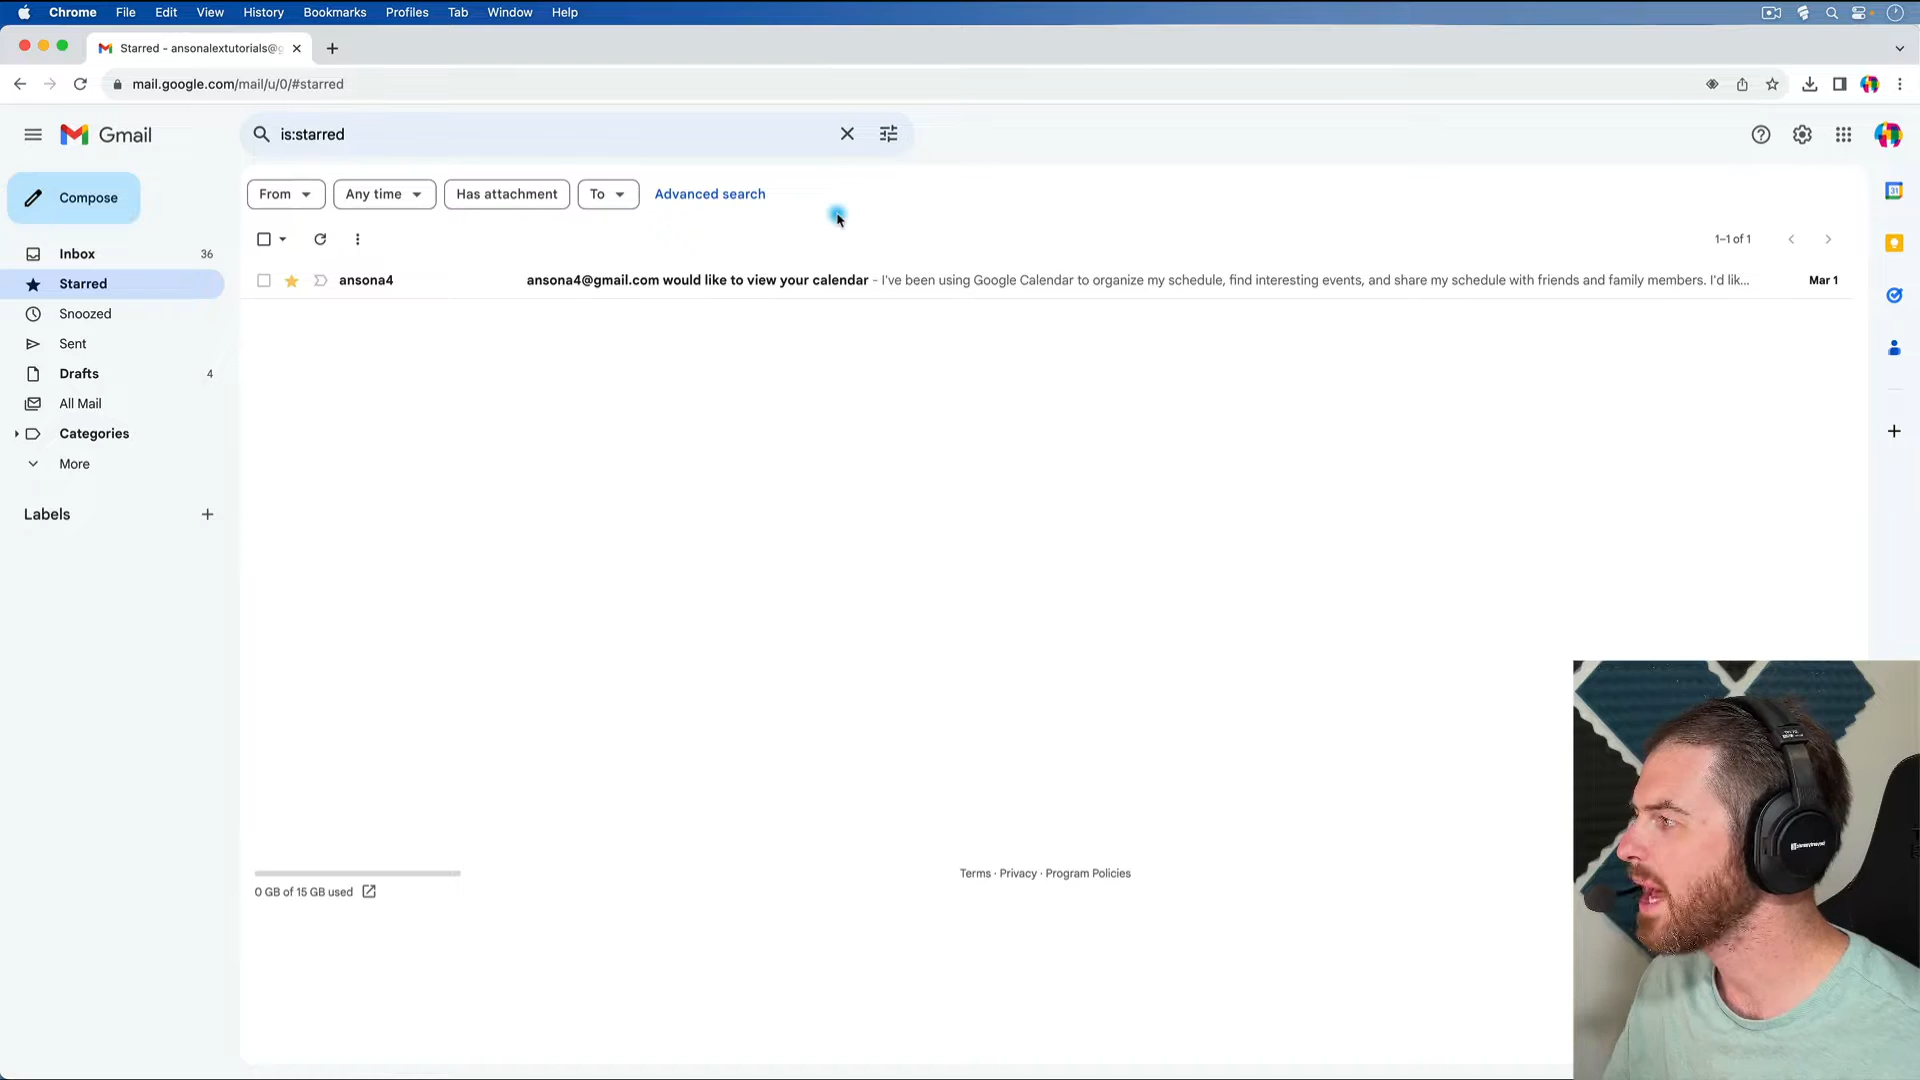 Chrome File Edit View History Bookmarks Profiles Tab Window Help
Starred - ansonalextutorials@g
mail.google.com/mail/u/0/#starred
Gmail
is:starred
Compose
From
Any time
Has attachment
To
Advanced search
1–1 of 1
Inbox 36
Starred
Snoozed
Sent
Drafts 4
All Mail
Categories
More
Labels
ansona4 ansona4@gmail.com would like to view your calendar - I've been using Google Calendar to organize my schedule, find interesting events, and share my schedule with friends and family members. I'd lik... Mar 1
31
0 GB of 15 GB used
Terms · Privacy · Program Policies